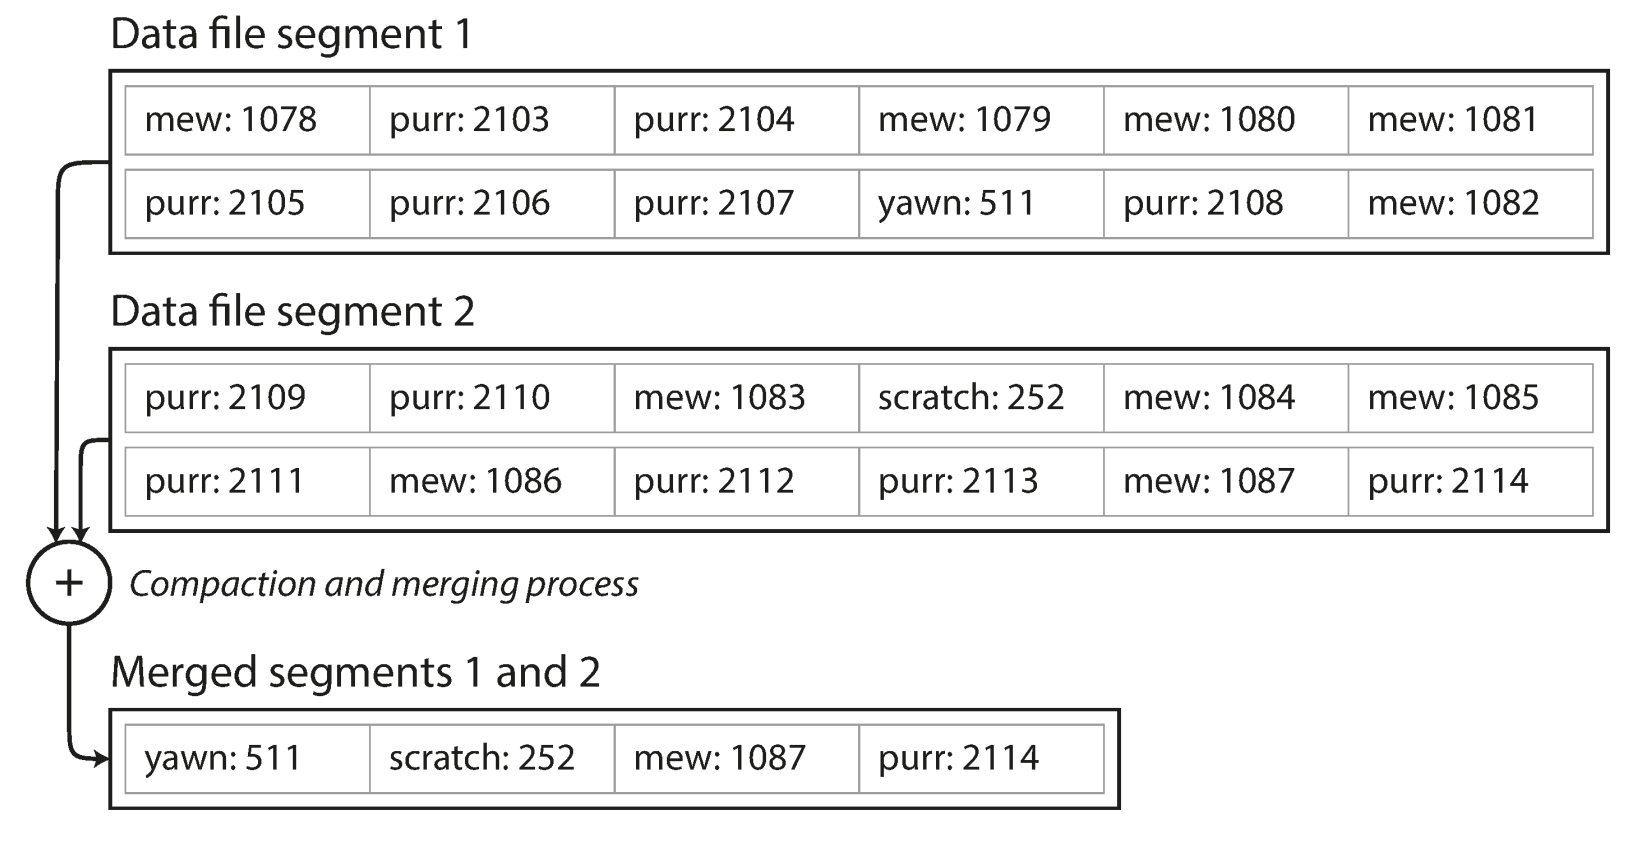 Data file segment 1
mew: 1078 purr: 2103 purr: 2104 mew: 1079 mew: 1080 mew: 1081
purr: 2105 purr: 2106 purr: 2107 yawn: 511 purr: 2108 mew: 1082
Data file segment 2
purr: 2109 purr: 2110 mew: 1083 scratch: 252 mew: 1084 mew: 1085
purr: 2111 mew: 1086 purr: 2112 purr: 2113 mew: 1087 purr: 2114
+ Compaction and merging process
Merged segments 1 and 2
yawn: 511 scratch: 252 mew: 1087 purr: 2114